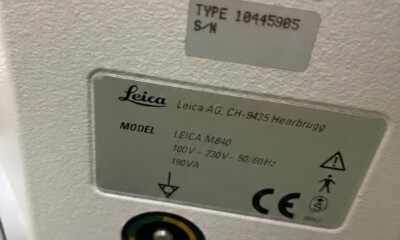 TYPE 10445905
S/N
Leica
Leica AG, CH-9435 Heerbrugg
MODEL
LEICA M840
100V - 230V ~ 50/60Hz
190VA
CE